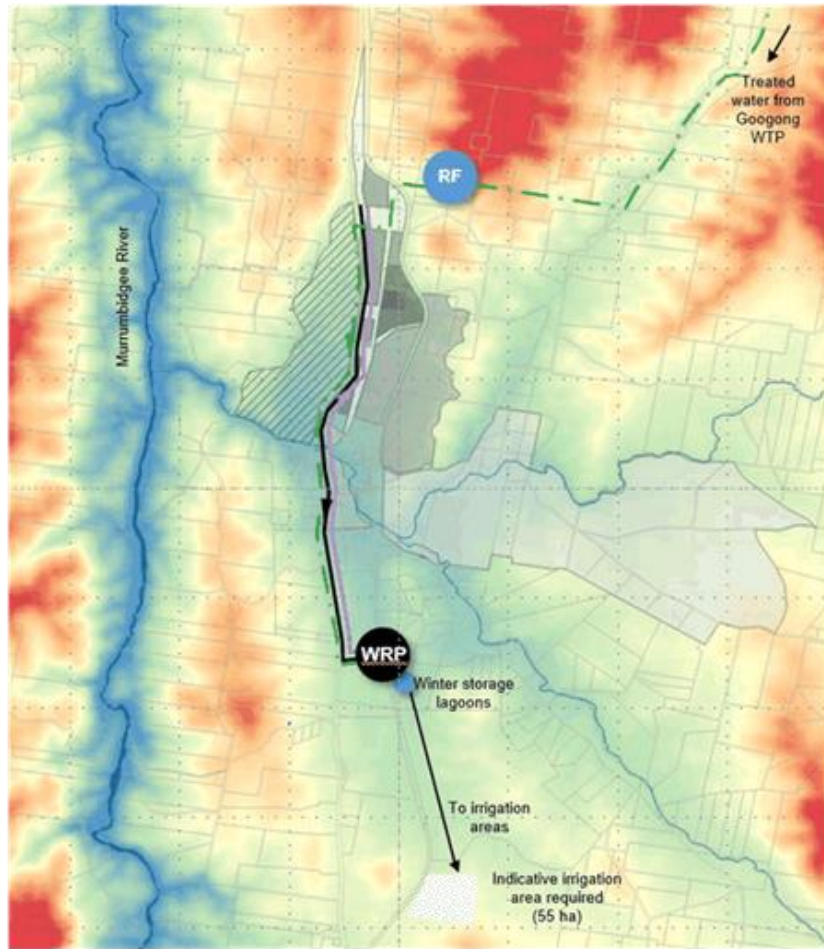 Treated
water from
Googong
WTP
RF
Murrumbidgee River
WRP
Winter storage
lagoons
To irrigation
areas
Indicative irrigation
area required
(55 ha)